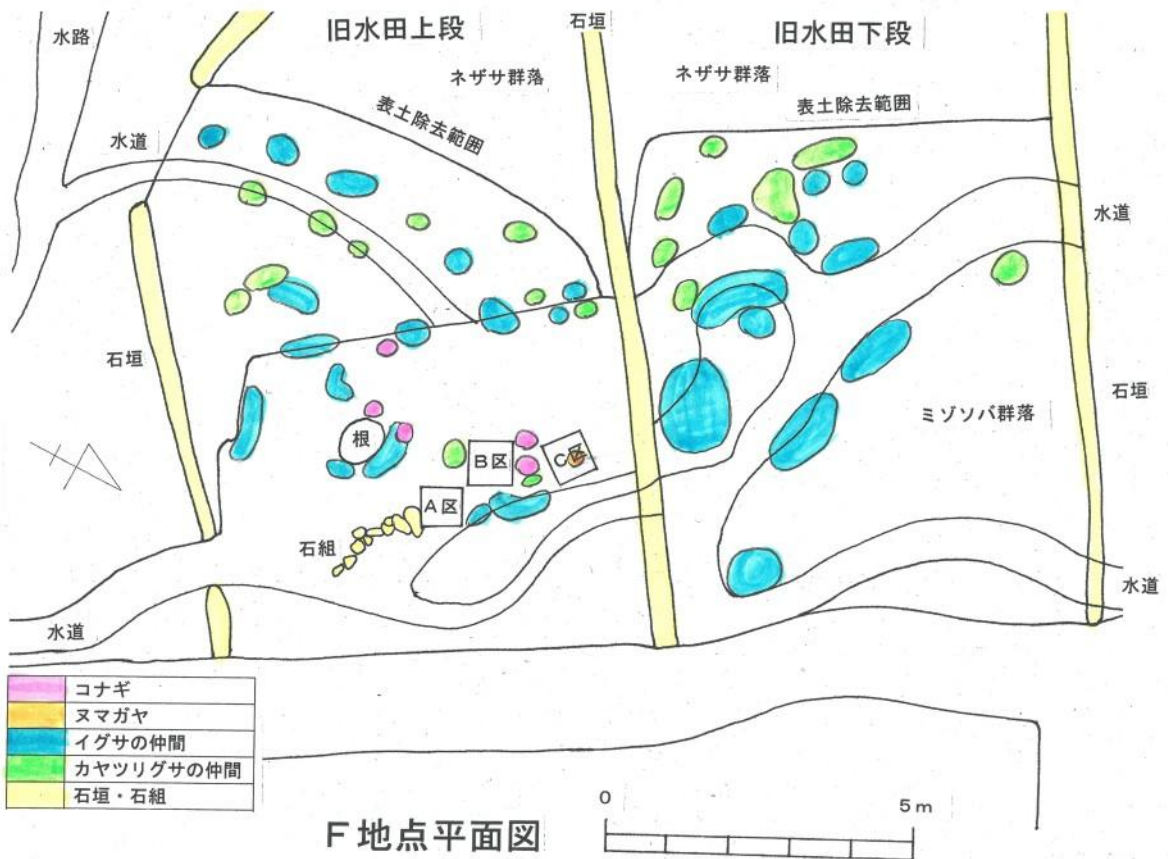 水路
旧水田上段
石垣
旧水田下段
ネザサ群落
ネザサ群落
表土除去範囲
表土除去範囲
水道
水道
石垣
石垣
ミゾソバ群落
根
B区
C区
A区
石組
水道
水道
コナギ
ヌマガヤ
イグサの仲間
カヤツリグサの仲間
石垣・石組
0
5m
F地点平面図